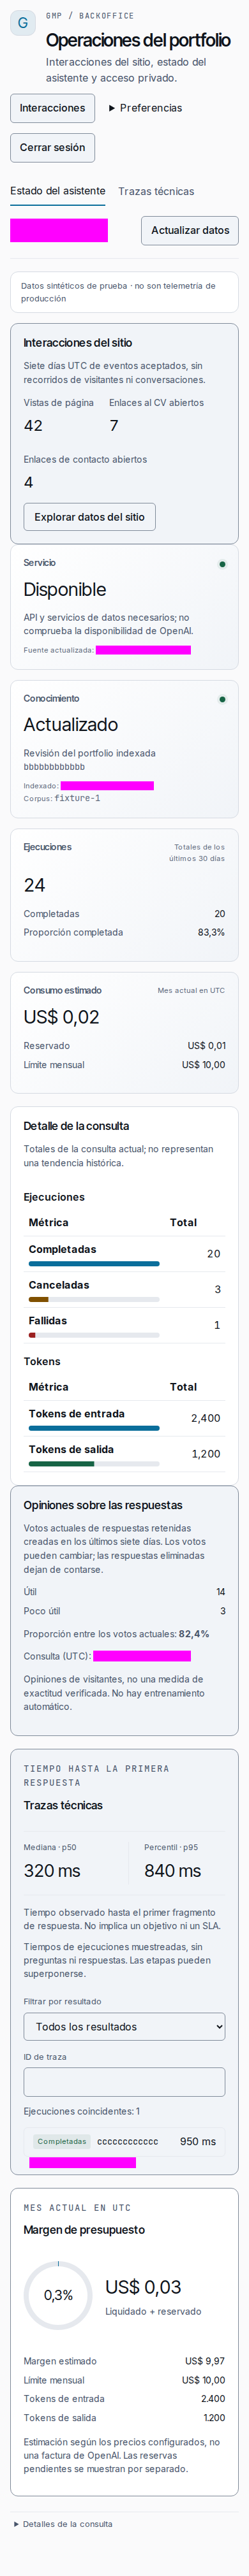 G
GMP / BACKOFFICE
Operaciones del portfolio
Interacciones del sitio, estado del
asistente y acceso privado.
Interacciones
▶ Preferencias
Cerrar sesión
Estado del asistente
Trazas técnicas
Actualizar datos
Datos sintéticos de prueba · no son telemetría de
producción
Interacciones del sitio
Siete días UTC de eventos aceptados, sin
recorridos de visitantes ni conversaciones.
Vistas de página
Enlaces al CV abiertos
42
7
Enlaces de contacto abiertos
4
Explorar datos del sitio
Servicio
Disponible
API y servicios de datos necesarios; no
comprueba la disponibilidad de OpenAI.
Fuente actualizada:
Conocimiento
Actualizado
Revisión del portfolio indexada
bbbbbbbbbbbb
Indexado:
Corpus: fixture-1
Ejecuciones
Totales de los
últimos 30 días
24
Completadas 20
Proporción completada 83,3%
Consumo estimado
Mes actual en UTC
US$ 0,02
Reservado US$ 0,01
Límite mensual US$ 10,00
Detalle de la consulta
Totales de la consulta actual; no representan
una tendencia histórica.
Ejecuciones
Métrica Total
Completadas 20
Canceladas 3
Fallidas 1
Tokens
Métrica Total
Tokens de entrada 2,400
Tokens de salida 1,200
Opiniones sobre las respuestas
Votos actuales de respuestas retenidas
creadas en los últimos siete días. Los votos
pueden cambiar; las respuestas eliminadas
dejan de contarse.
Útil 14
Poco útil 3
Proporción entre los votos actuales: 82,4%
Consulta (UTC):
Opiniones de visitantes, no una medida de
exactitud verificada. No hay entrenamiento
automático.
TIEMPO HASTA LA PRIMERA
RESPUESTA
Trazas técnicas
Mediana · p50
Percentil · p95
320 ms
840 ms
Tiempo observado hasta el primer fragmento
de respuesta. No implica un objetivo ni un SLA.
Tiempos de ejecuciones muestreadas, sin
preguntas ni respuestas. Las etapas pueden
superponerse.
Filtrar por resultado
Todos los resultados
ID de traza
Ejecuciones coincidentes: 1
Completadas cccccccccccc 950 ms
MES ACTUAL EN UTC
Margen de presupuesto
0,3%
US$ 0,03
Liquidado + reservado
Margen estimado US$ 9,97
Límite mensual US$ 10,00
Tokens de entrada 2.400
Tokens de salida 1.200
Estimación según los precios configurados, no
una factura de OpenAI. Las reservas
pendientes se muestran por separado.
▶ Detalles de la consulta